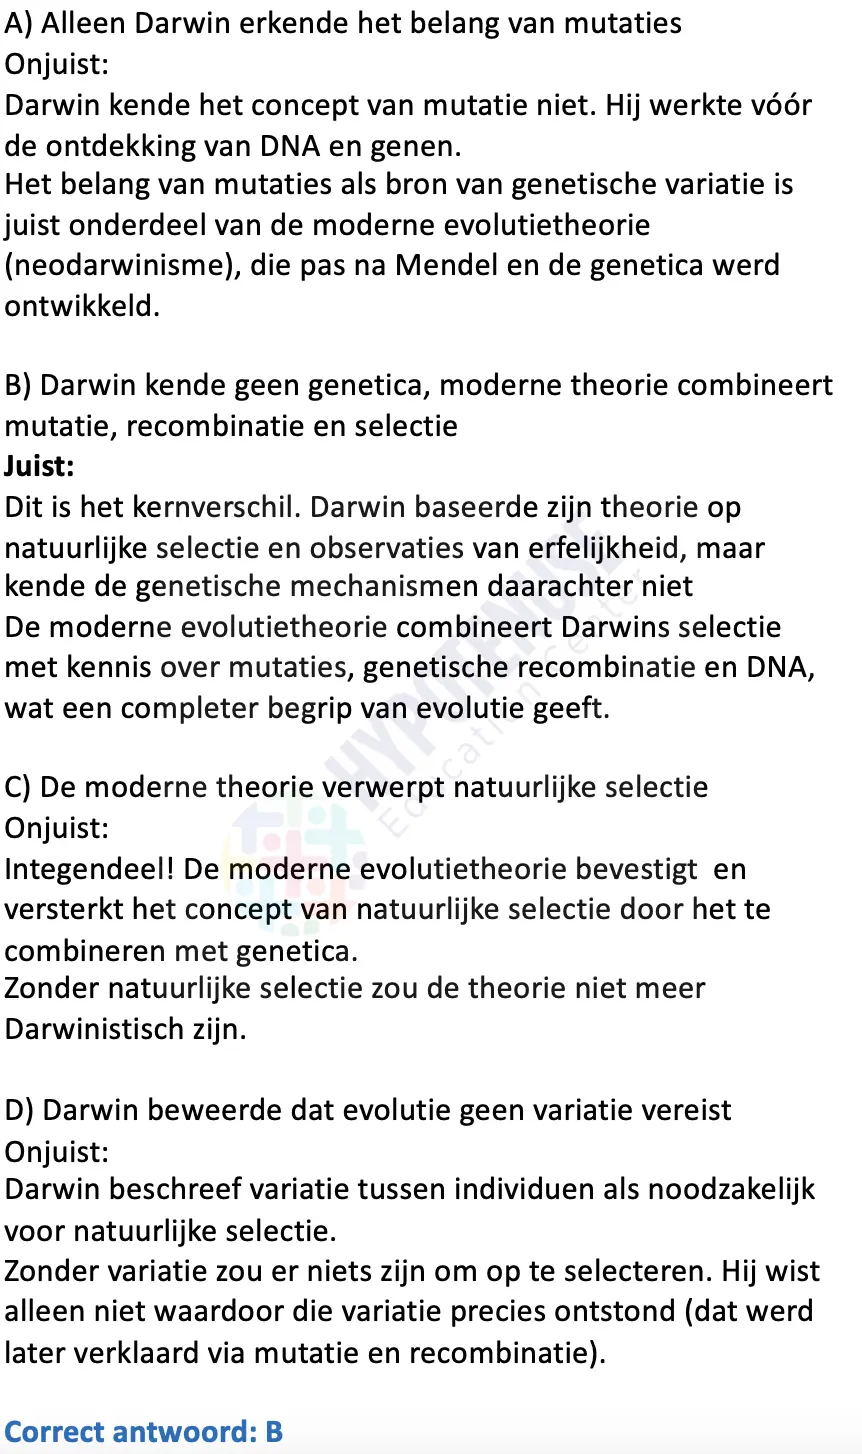 A) Alleen Darwin erkende het belang van mutaties
Onjuist:
Darwin kende het concept van mutatie niet. Hij werkte vóór
de ontdekking van DNA en genen.
Het belang van mutaties als bron van genetische variatie is
juist onderdeel van de moderne evolutietheorie
(neodarwinisme), die pas na Mendel en de genetica werd
ontwikkeld.
B) Darwin kende geen genetica, moderne theorie combineert
mutatie, recombinatie en selectie
Juist:
Dit is het kernverschil. Darwin baseerde zijn theorie op
natuurlijke selectie en observaties van erfelijkheid, maar
kende de genetische mechanismen daarachter niet
De moderne evolutietheorie combineert Darwins selectie
met kennis over mutaties, genetische recombinatie en DNA,
wat een completer begrip van evolutie geeft.
C) De moderne theorie verwerpt natuurlijke selectie
Onjuist:
Integendeel! De moderne evolutietheorie bevestigt  en
versterkt het concept van natuurlijke selectie door het te
combineren met genetica.
Zonder natuurlijke selectie zou de theorie niet meer
Darwinistisch zijn.
D) Darwin beweerde dat evolutie geen variatie vereist
Onjuist:
Darwin beschreef variatie tussen individuen als noodzakelijk
voor natuurlijke selectie.
Zonder variatie zou er niets zijn om op te selecteren. Hij wist
alleen niet waardoor die variatie precies ontstond (dat werd
later verklaard via mutatie en recombinatie).
Correct antwoord: B
HYPOTENUSE
Education Center